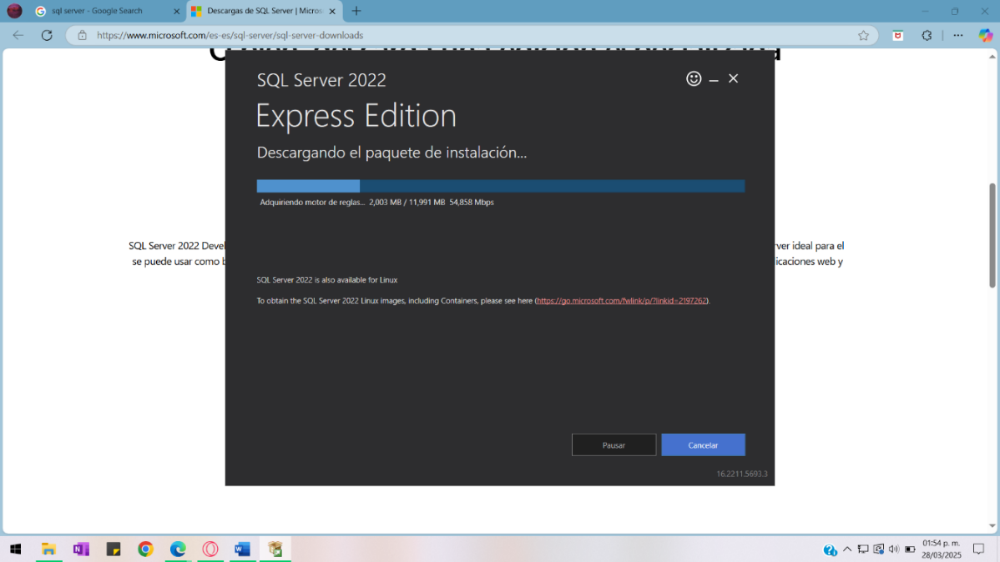 sql server - Google Search
Descargas de SQL Server | Micros
https://www.microsoft.com/es-es/sql-server/sql-server-downloads
SQL Server 2022
Express Edition
Descargando el paquete de instalación...
Adquiriendo motor de reglas... 2,003 MB / 11,991 MB 54,858 Mbps
SQL Server 2022 Devel
rver ideal para el
se puede usar como b
licaciones web y
SQL Server 2022 is also available for Linux
To obtain the SQL Server 2022 Linux images, including Containers, please see here (https://go.microsoft.com/fwlink/p/?linkid=2197262).
Pausar
Cancelar
16.2211.5693.3
01:54 p. m.
28/03/2025